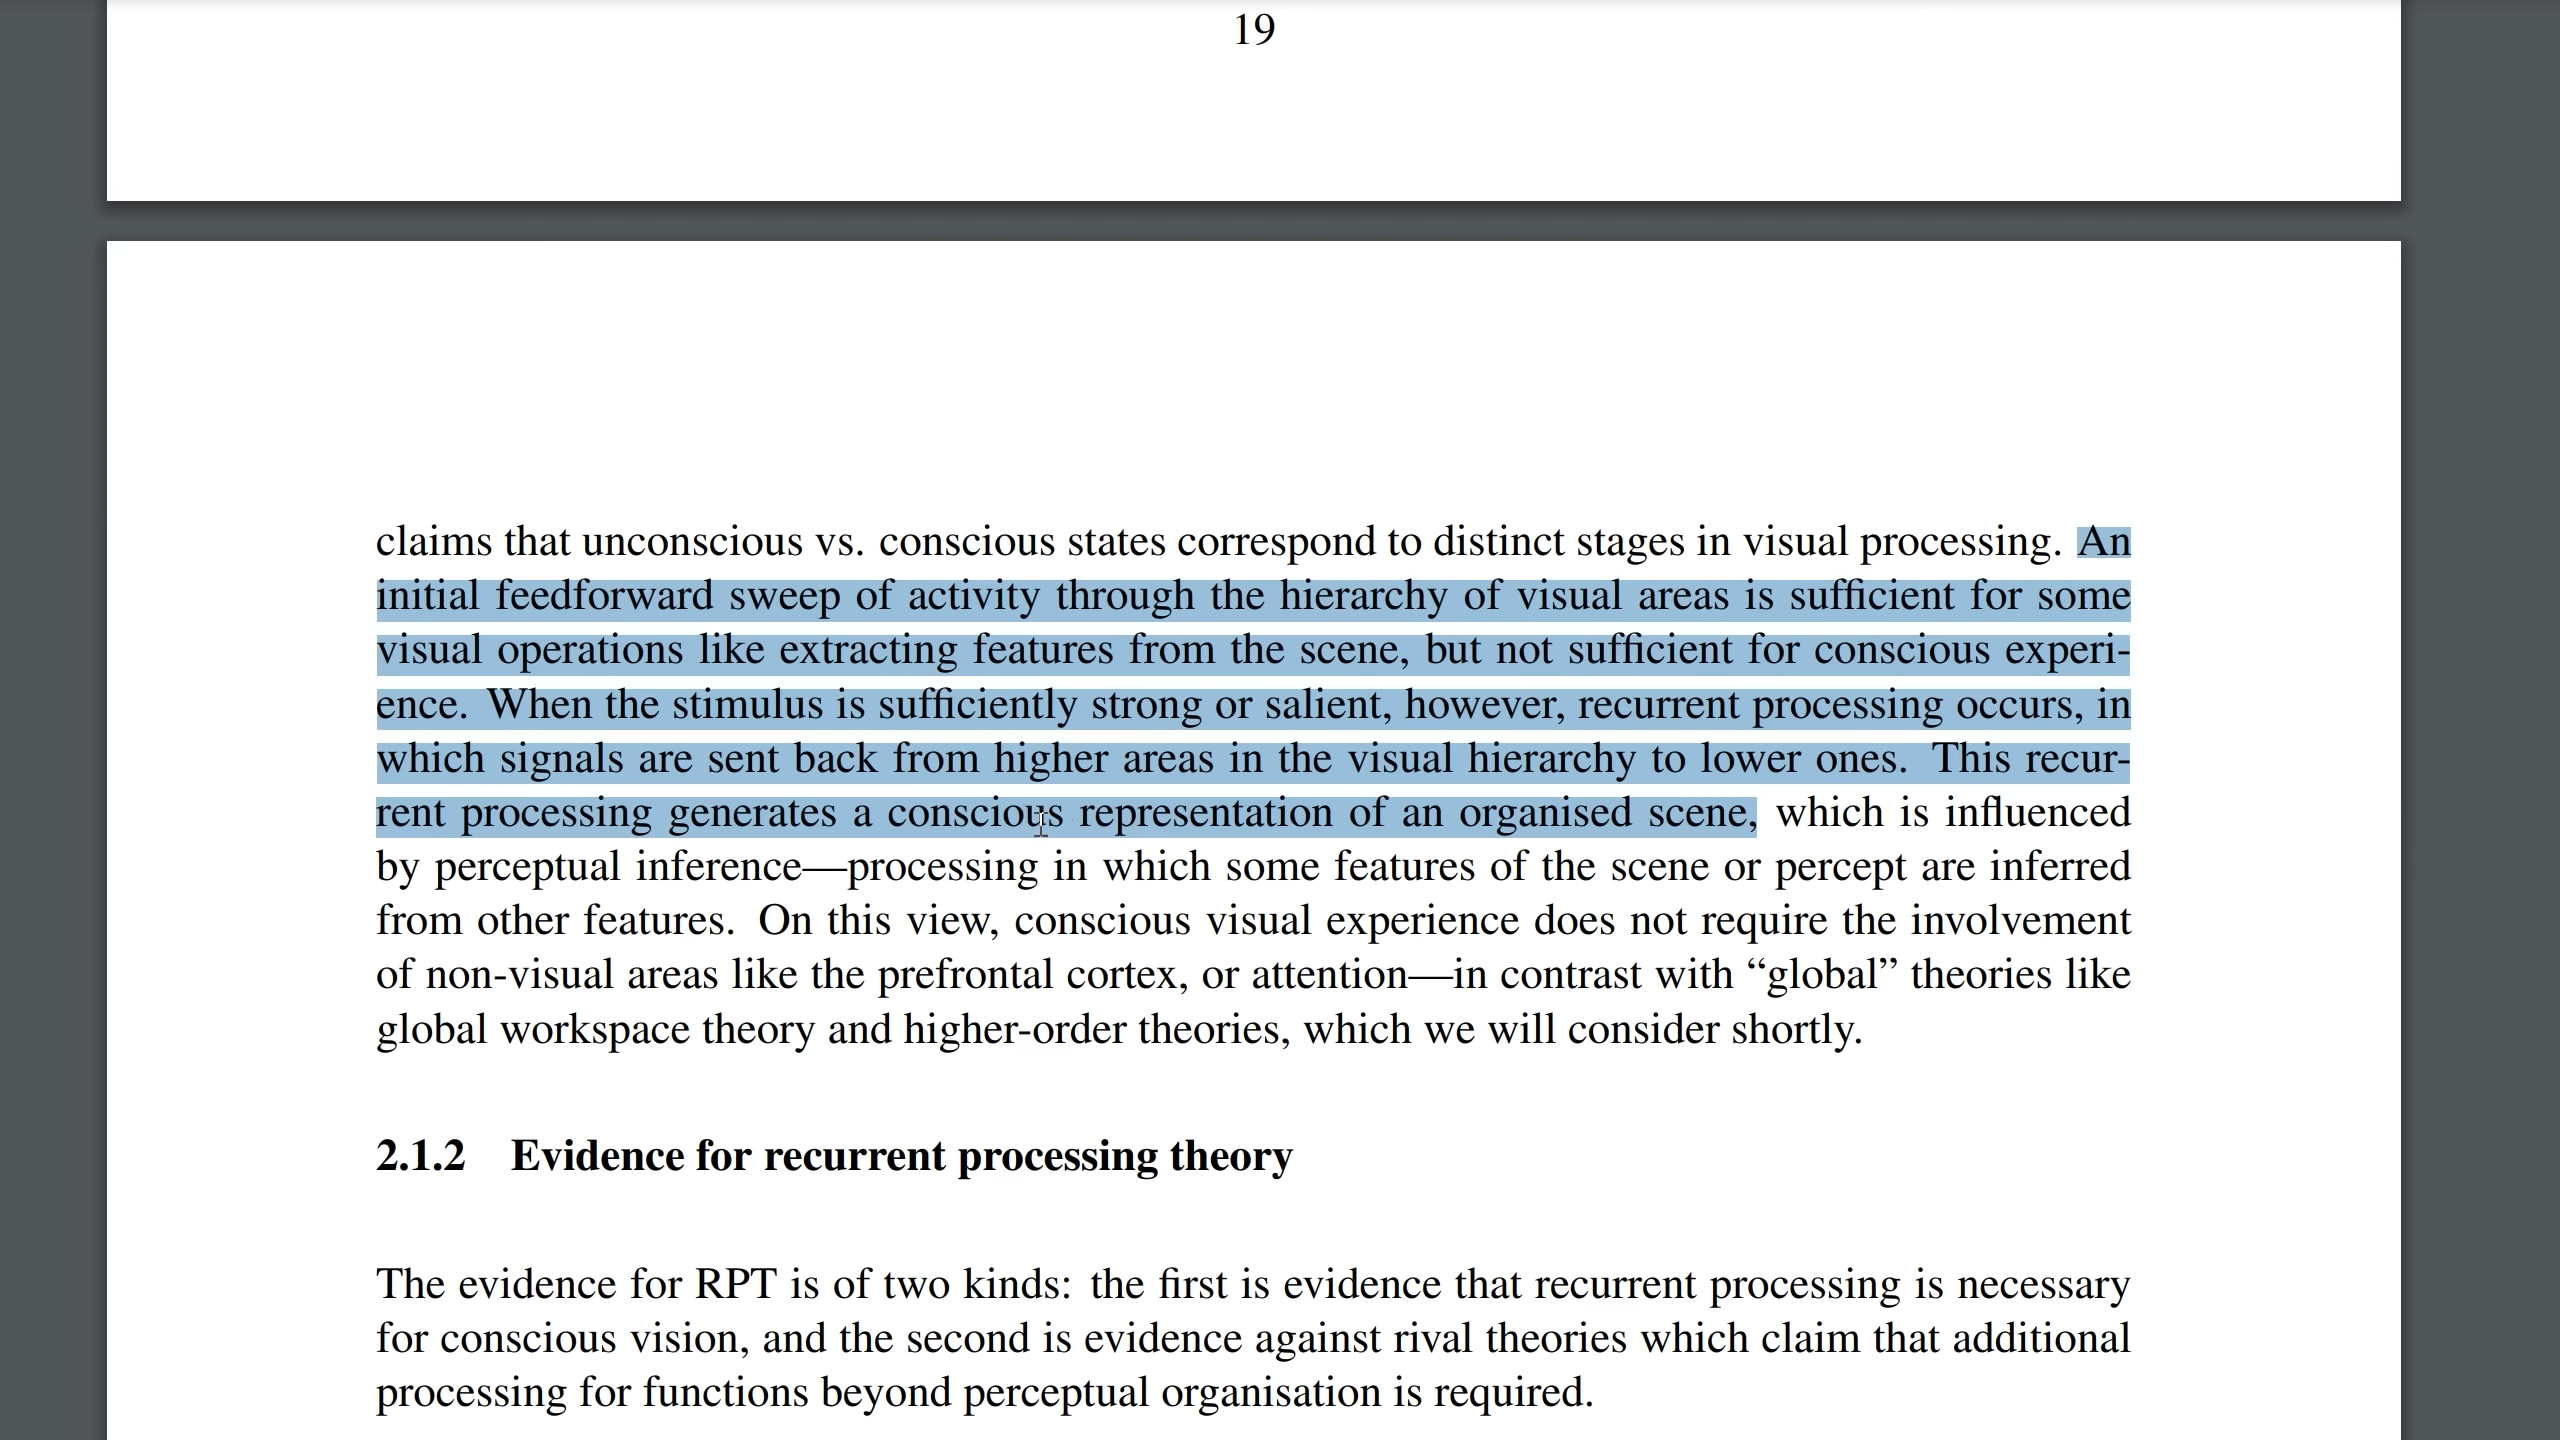 19
claims that unconscious vs. conscious states correspond to distinct stages in visual processing. An
initial feedforward sweep of activity through the hierarchy of visual areas is sufficient for some
visual operations like extracting features from the scene, but not sufficient for conscious experi-
ence. When the stimulus is sufficiently strong or salient, however, recurrent processing occurs, in
which signals are sent back from higher areas in the visual hierarchy to lower ones. This recur-
rent processing generates a conscious representation of an organised scene, which is influenced
by perceptual inference—processing in which some features of the scene or percept are inferred
from other features. On this view, conscious visual experience does not require the involvement
of non-visual areas like the prefrontal cortex, or attention—in contrast with “global” theories like
global workspace theory and higher-order theories, which we will consider shortly.
2.1.2 Evidence for recurrent processing theory
The evidence for RPT is of two kinds: the first is evidence that recurrent processing is necessary
for conscious vision, and the second is evidence against rival theories which claim that additional
processing for functions beyond perceptual organisation is required.